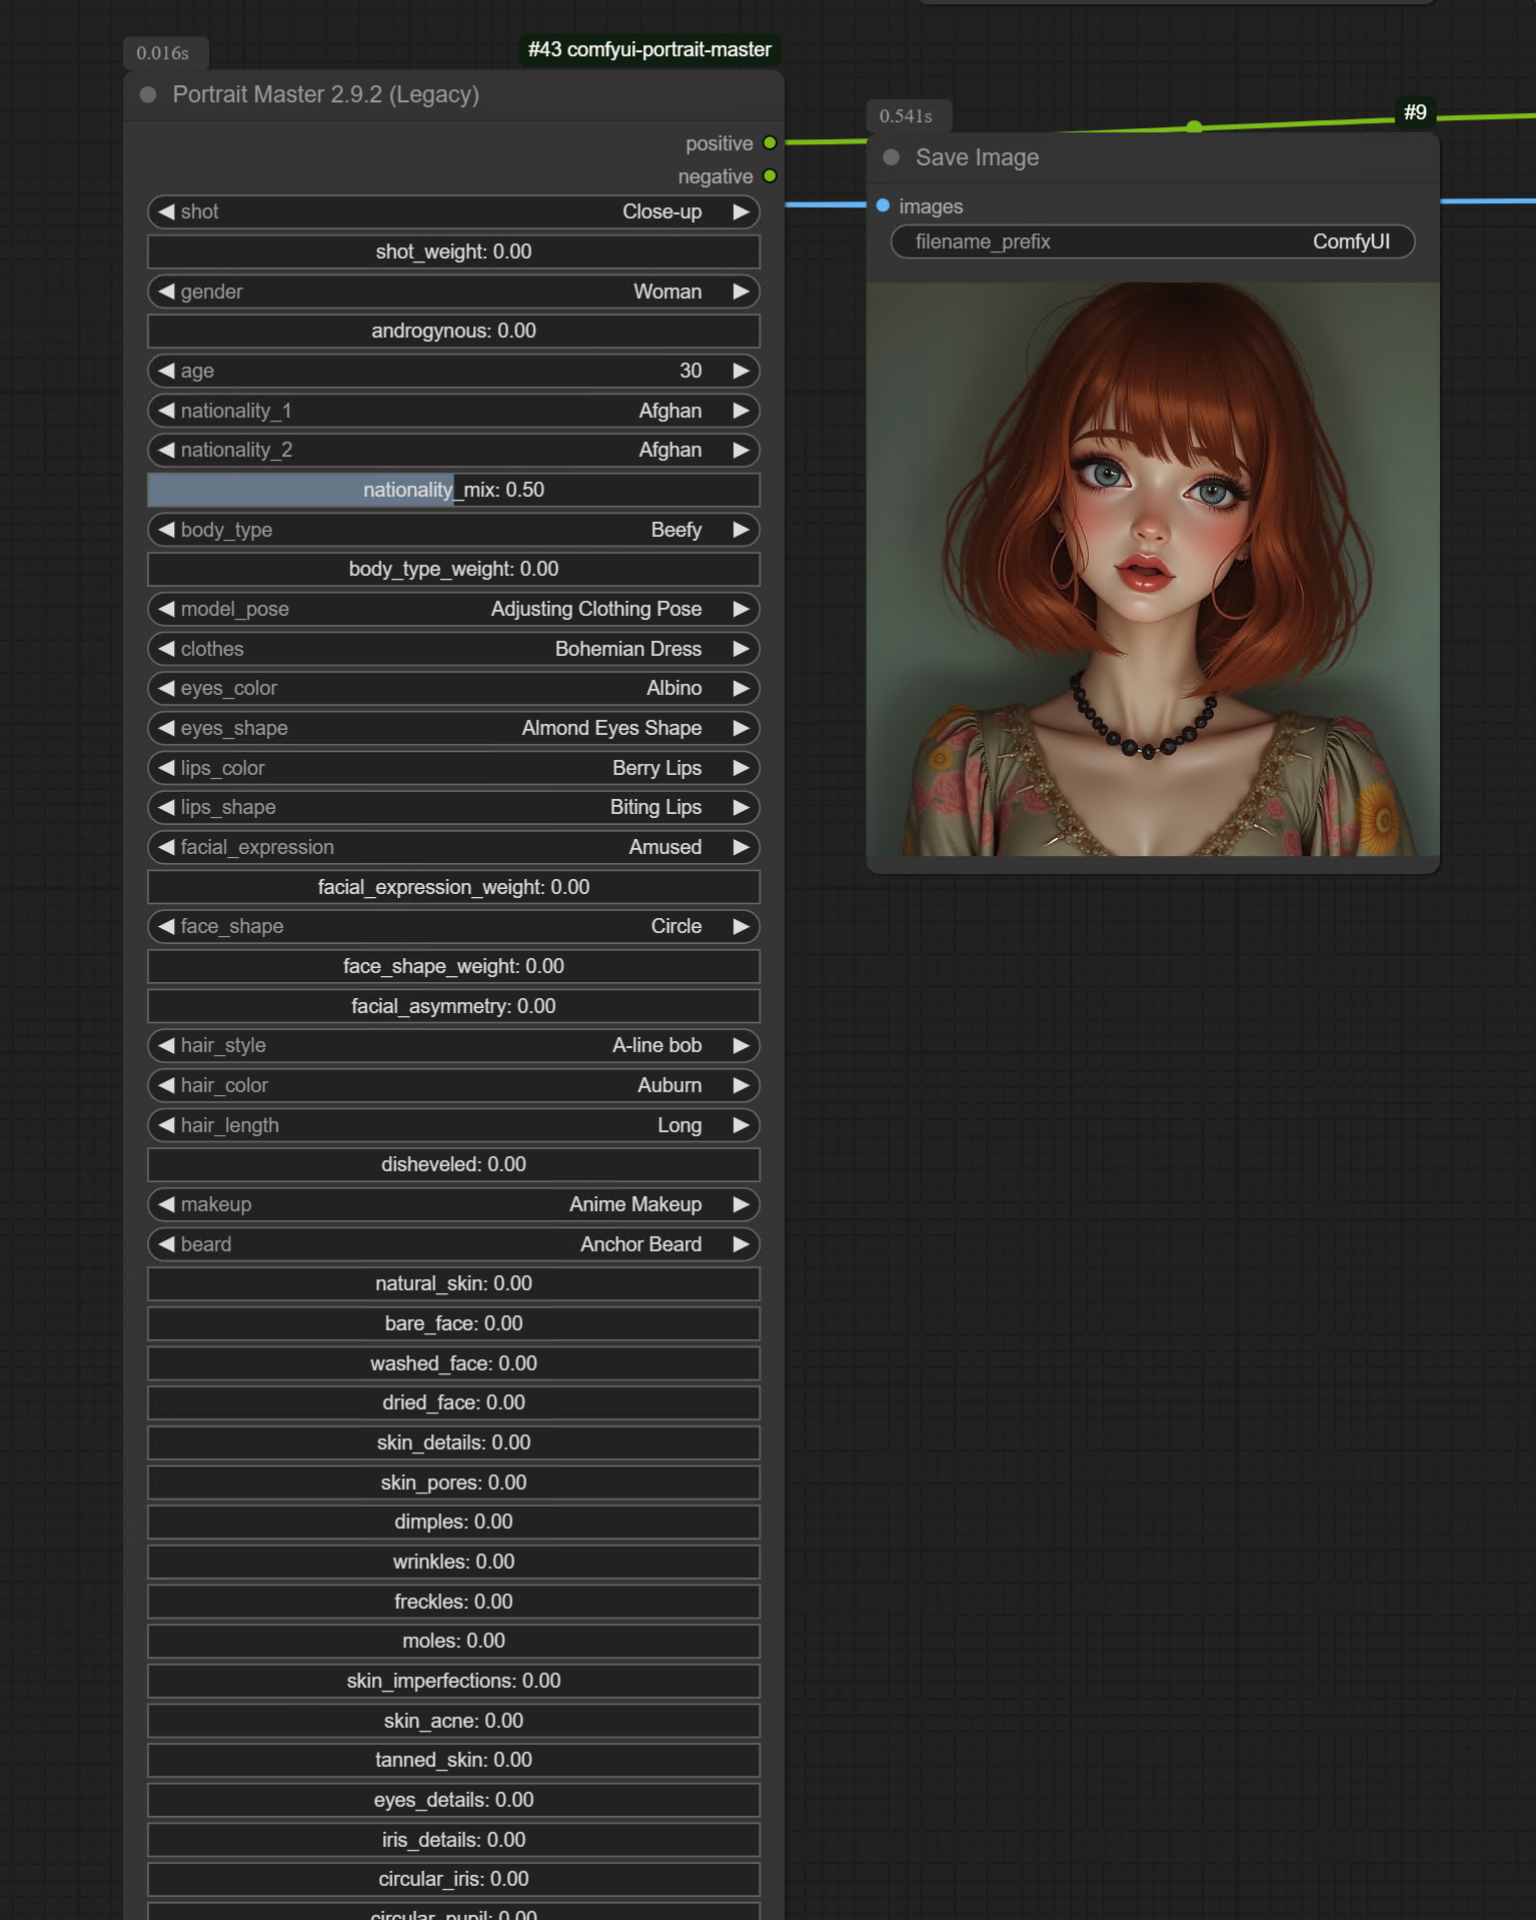 0.016s
#43 comfyui-portrait-master
Portrait Master 2.9.2 (Legacy)
positive
negative
shot Close-up
shot_weight: 0.00
gender Woman
androgynous: 0.00
age 30
nationality_1 Afghan
nationality_2 Afghan
nationality_mix: 0.50
body_type Beefy
body_type_weight: 0.00
model_pose Adjusting Clothing Pose
clothes Bohemian Dress
eyes_color Albino
eyes_shape Almond Eyes Shape
lips_color Berry Lips
lips_shape Biting Lips
facial_expression Amused
facial_expression_weight: 0.00
face_shape Circle
face_shape_weight: 0.00
facial_asymmetry: 0.00
hair_style A-line bob
hair_color Auburn
hair_length Long
disheveled: 0.00
makeup Anime Makeup
beard Anchor Beard
natural_skin: 0.00
bare_face: 0.00
washed_face: 0.00
dried_face: 0.00
skin_details: 0.00
skin_pores: 0.00
dimples: 0.00
wrinkles: 0.00
freckles: 0.00
moles: 0.00
skin_imperfections: 0.00
skin_acne: 0.00
tanned_skin: 0.00
eyes_details: 0.00
iris_details: 0.00
circular_iris: 0.00
circular_pupil: 0.00
0.541s
#9
Save Image
images
filename_prefix ComfyUI